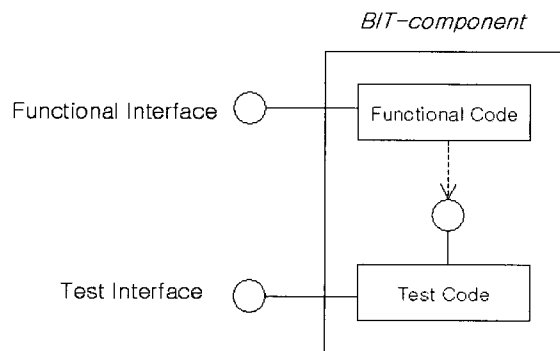 BIT-component
Functional Interface
Functional Code
Test Interface
Test Code